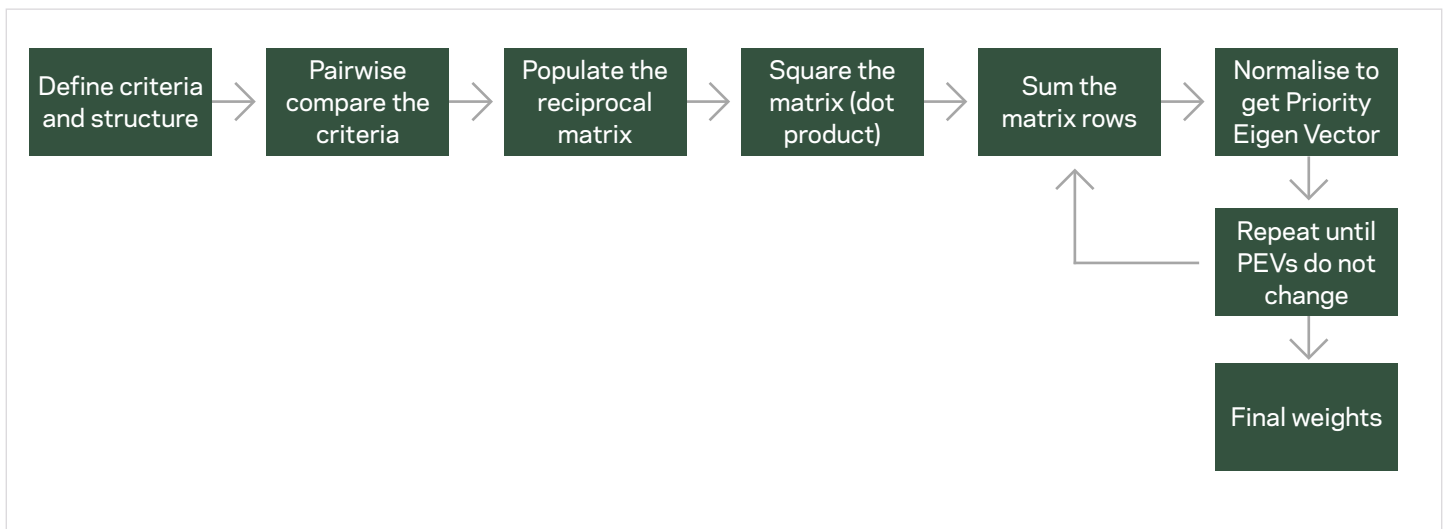 Define criteria
and structure
Pairwise
compare the
criteria
Populate the
reciprocal
matrix
Square the
matrix (dot
product)
Sum the
matrix rows
Normalise to
get Priority
Eigen Vector
Repeat until
PEVs do not
change
Final weights